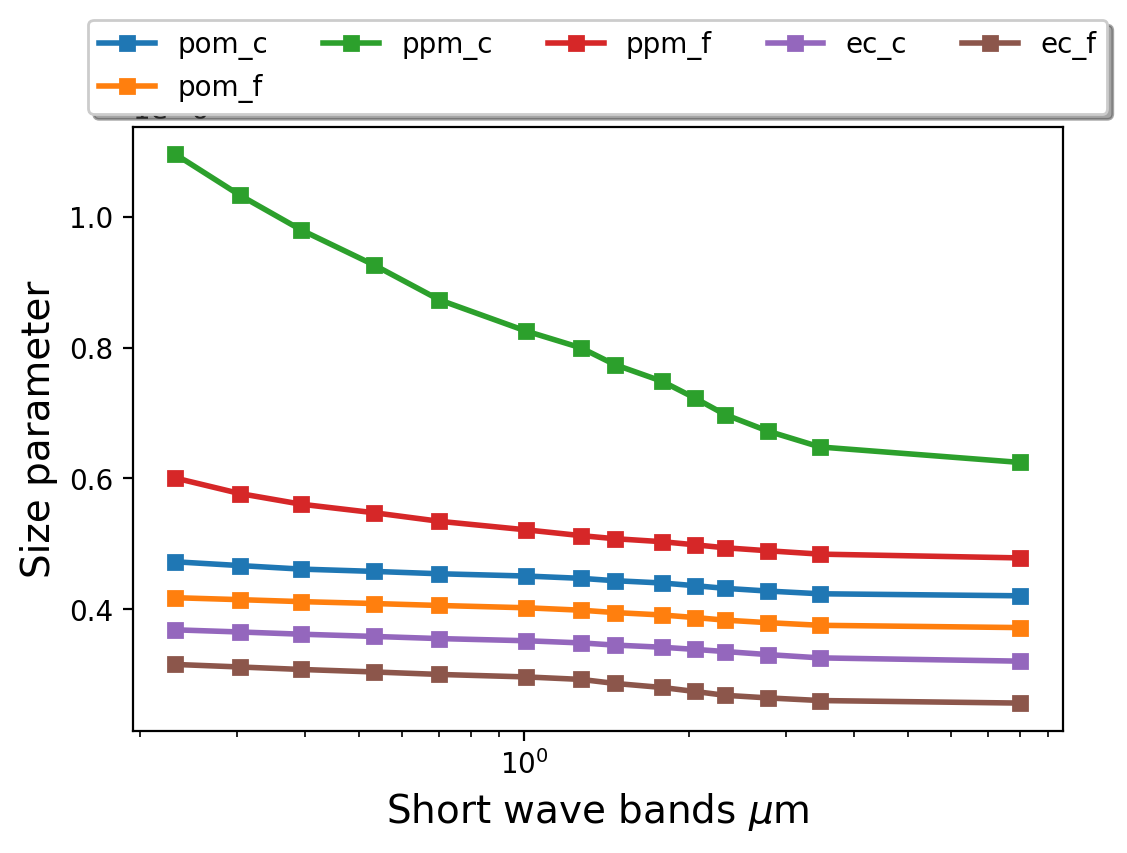 pom_c ppm_c ppm_f ec_c ec_f
pom_f
1.0
0.8
0.6
0.4
Size parameter
10⁰
Short wave bands μm